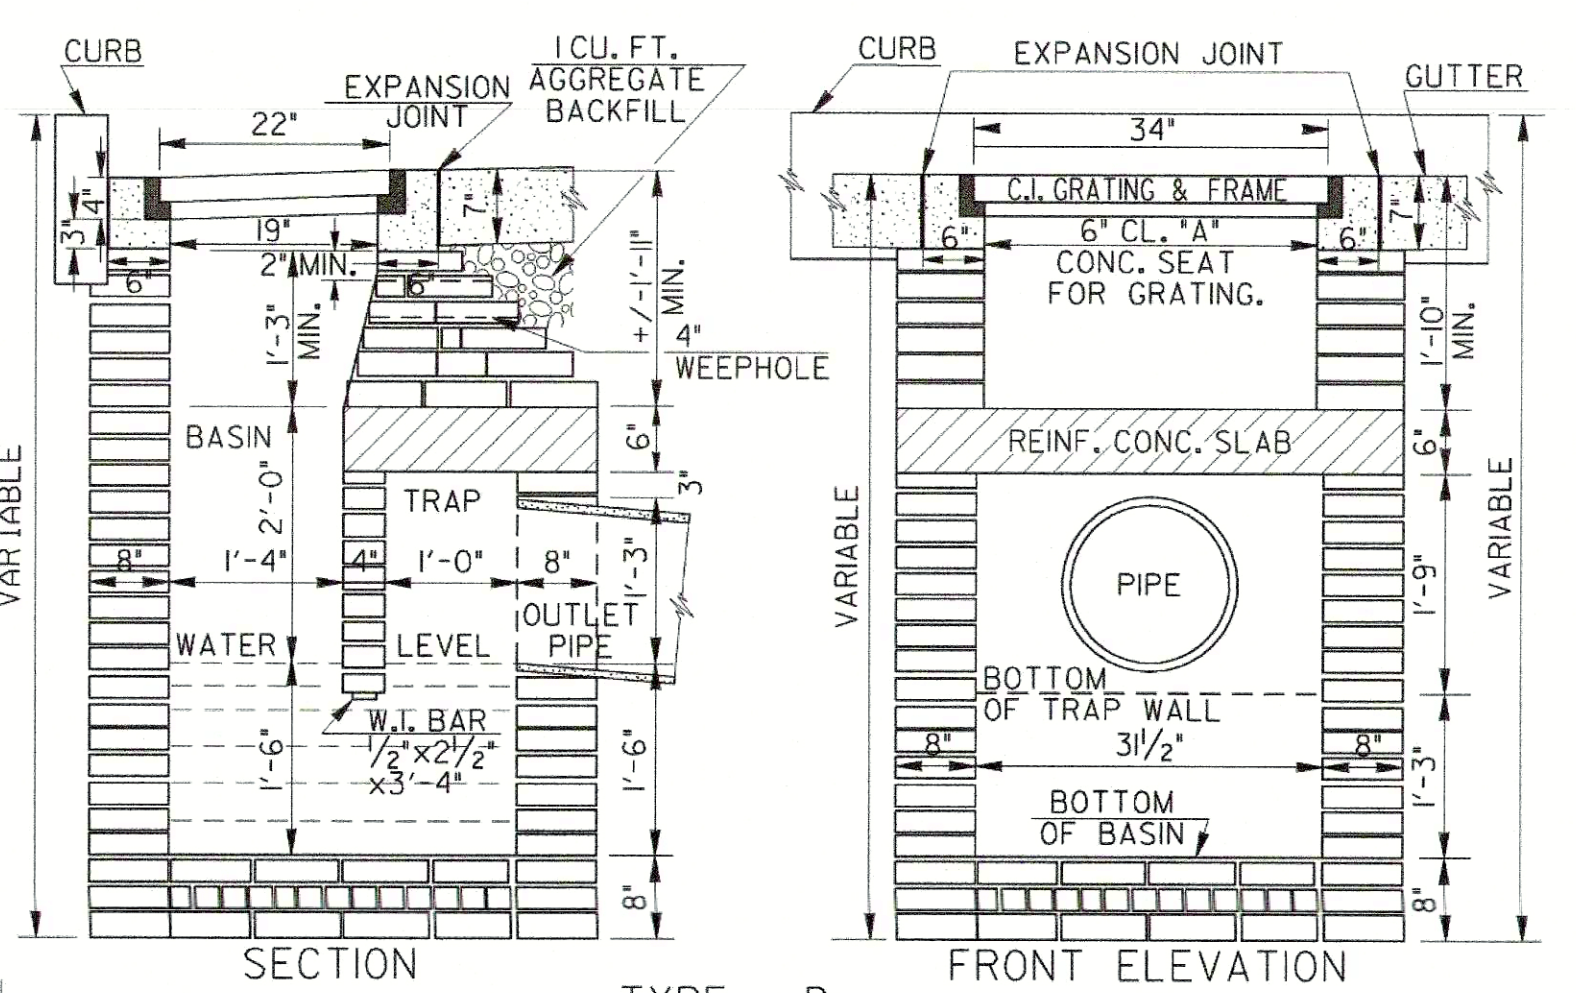 CURB
1 CU. FT.
AGGREGATE
BACKFILL
EXPANSION
JOINT
22"
4"
3"
7"
19"
6"
2" MIN.
6"
1'-3"
MIN.
+/-1'-11"
MIN.
4"
WEEPHOLE
BASIN
6"
3"
2'-0"
TRAP
8"
1'-4"
4"
1'-0"
8"
1'-3"
OUTLET
PIPE
WATER LEVEL
W.I. BAR
1/2"x2 1/2"
x3'-4"
1'-6"
1'-6"
8"
VARIABLE
SECTION
CURB
EXPANSION JOINT
GUTTER
34"
C.I. GRATING & FRAME
7"
6"
6" CL. "A"
CONC. SEAT
FOR GRATING.
6"
1'-10"
MIN.
REINF. CONC. SLAB
6"
VARIABLE
PIPE
1'-9"
VARIABLE
BOTTOM
OF TRAP WALL
8"
31 1/2"
8"
1'-3"
BOTTOM
OF BASIN
8"
FRONT ELEVATION